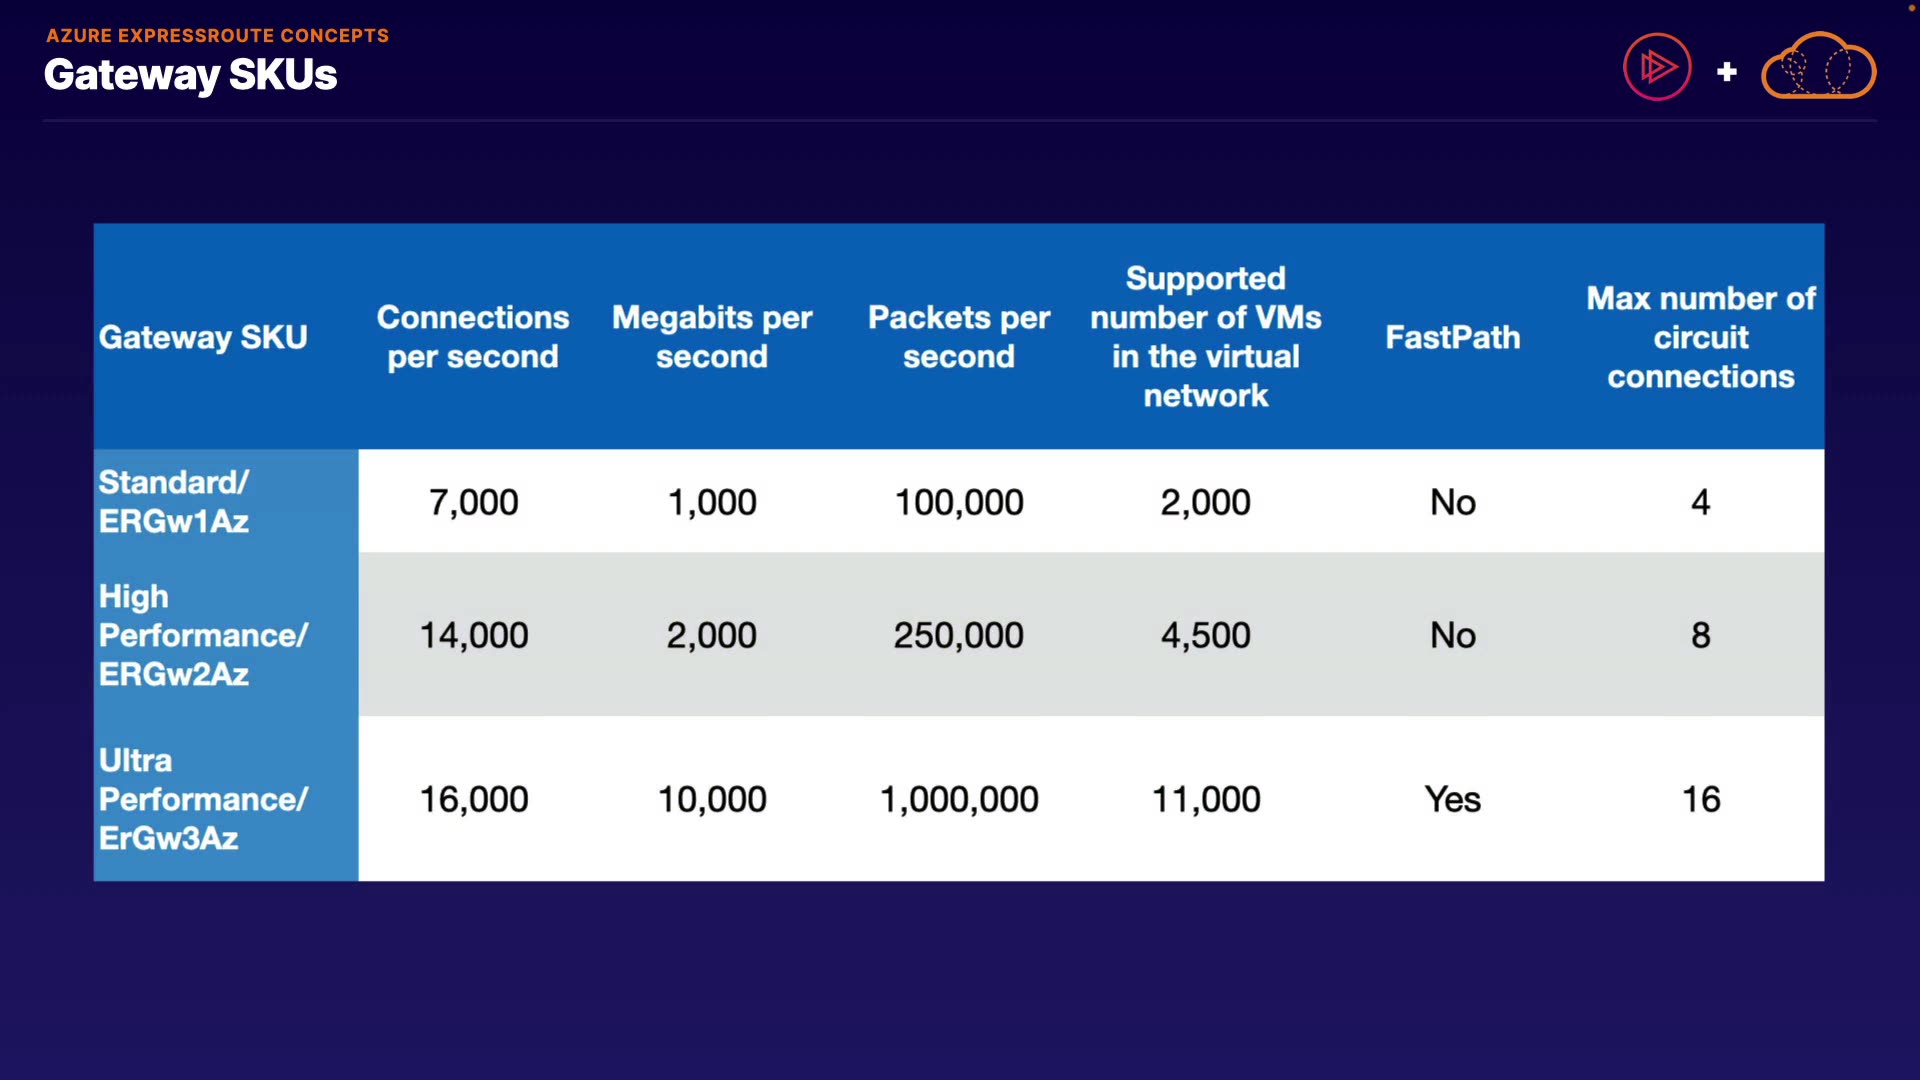 AZURE EXPRESSROUTE CONCEPTS
Gateway SKUs
Gateway SKU
Connections
per second
Megabits per
second
Packets per
second
Supported
number of VMs
in the virtual
network
FastPath
Max number of
circuit
connections
Standard/
ERGw1Az
7,000
1,000
100,000
2,000
No
4
High
Performance/
ERGw2Az
14,000
2,000
250,000
4,500
No
8
Ultra
Performance/
ErGw3Az
16,000
10,000
1,000,000
11,000
Yes
16